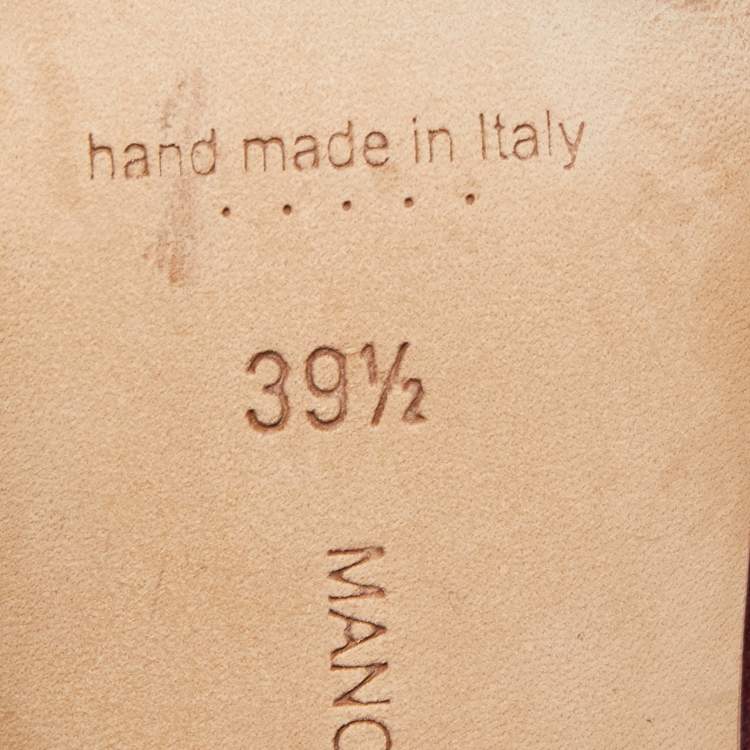 hand made in Italy
• • • • •
39½
MANO